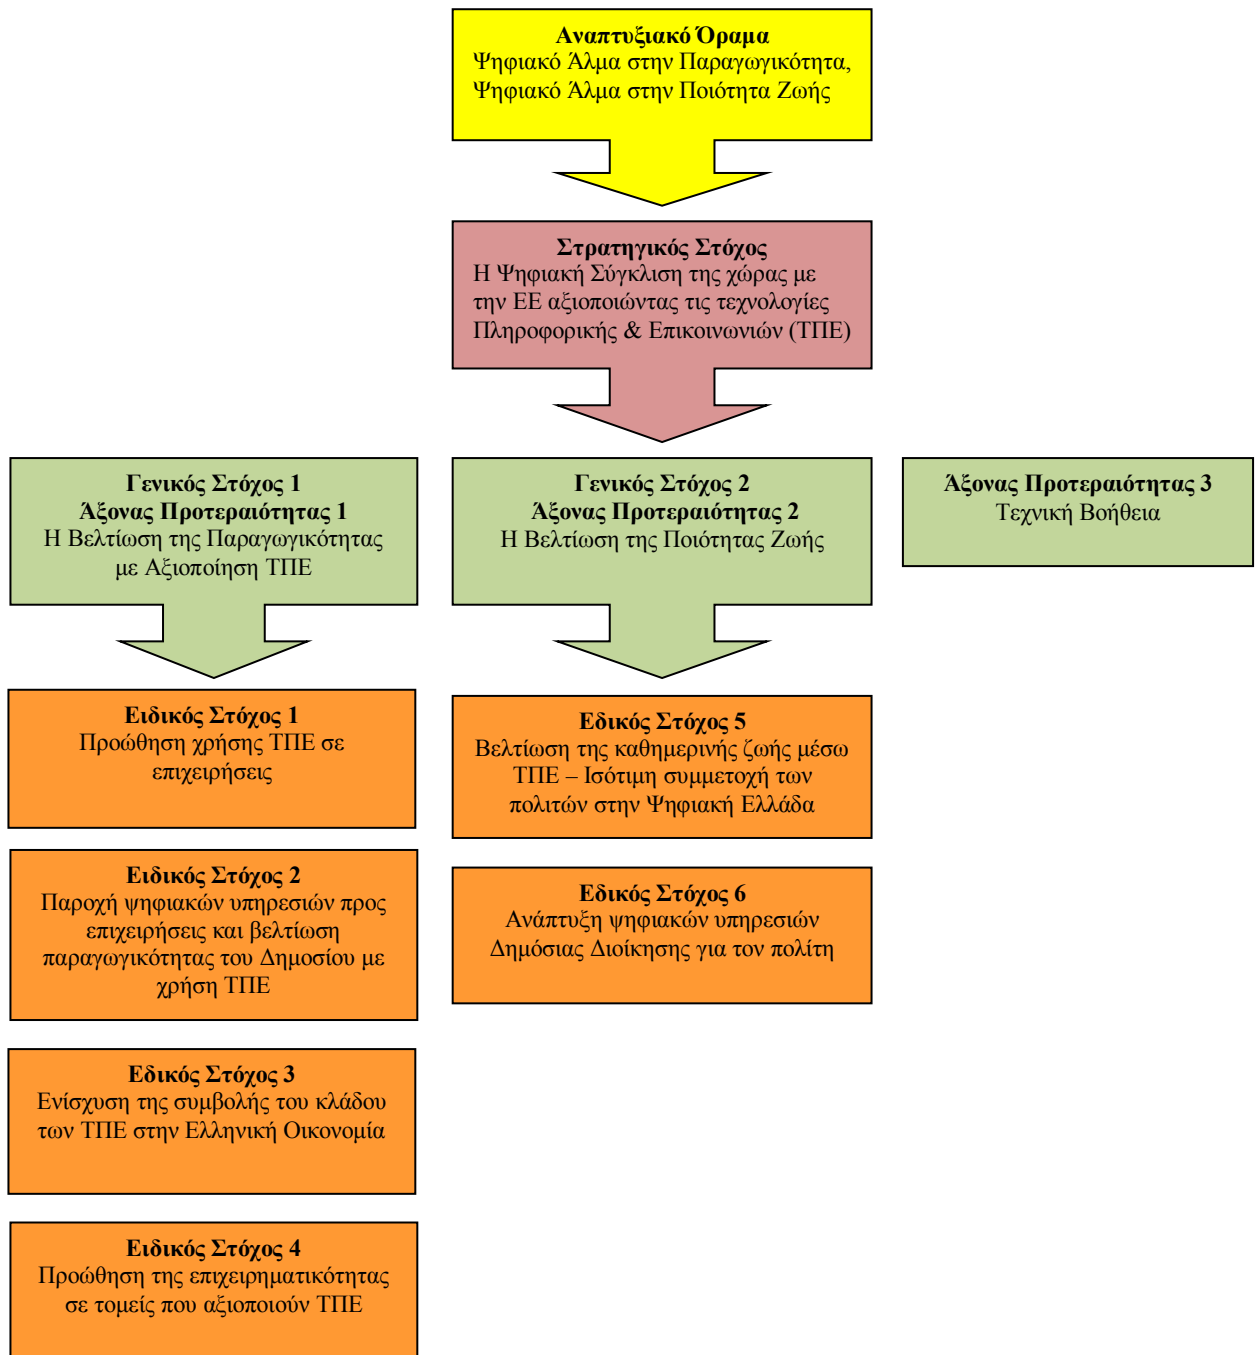 Αναπτυξιακό Όραμα
Ψηφιακό Άλμα στην Παραγωγικότητα,
Ψηφιακό Άλμα στην Ποιότητα Ζωής
Στρατηγικός Στόχος
Η Ψηφιακή Σύγκλιση της χώρας με
την ΕΕ αξιοποιώντας τις τεχνολογίες
Πληροφορικής & Επικοινωνιών (ΤΠΕ)
Γενικός Στόχος 1
Άξονας Προτεραιότητας 1
Η Βελτίωση της Παραγωγικότητας
με Αξιοποίηση ΤΠΕ
Γενικός Στόχος 2
Άξονας Προτεραιότητας 2
Η Βελτίωση της Ποιότητας Ζωής
Άξονας Προτεραιότητας 3
Τεχνική Βοήθεια
Ειδικός Στόχος 1
Προώθηση χρήσης ΤΠΕ σε
επιχειρήσεις
Ειδικός Στόχος 2
Παροχή ψηφιακών υπηρεσιών προς
επιχειρήσεις και βελτίωση
παραγωγικότητας του Δημοσίου με
χρήση ΤΠΕ
Εδικός Στόχος 3
Ενίσχυση της συμβολής του κλάδου
των ΤΠΕ στην Ελληνική Οικονομία
Ειδικός Στόχος 4
Προώθηση της επιχειρηματικότητας
σε τομείς που αξιοποιούν ΤΠΕ
Εδικός Στόχος 5
Βελτίωση της καθημερινής ζωής μέσω
ΤΠΕ – Ισότιμη συμμετοχή των
πολιτών στην Ψηφιακή Ελλάδα
Εδικός Στόχος 6
Ανάπτυξη ψηφιακών υπηρεσιών
Δημόσιας Διοίκησης για τον πολίτη